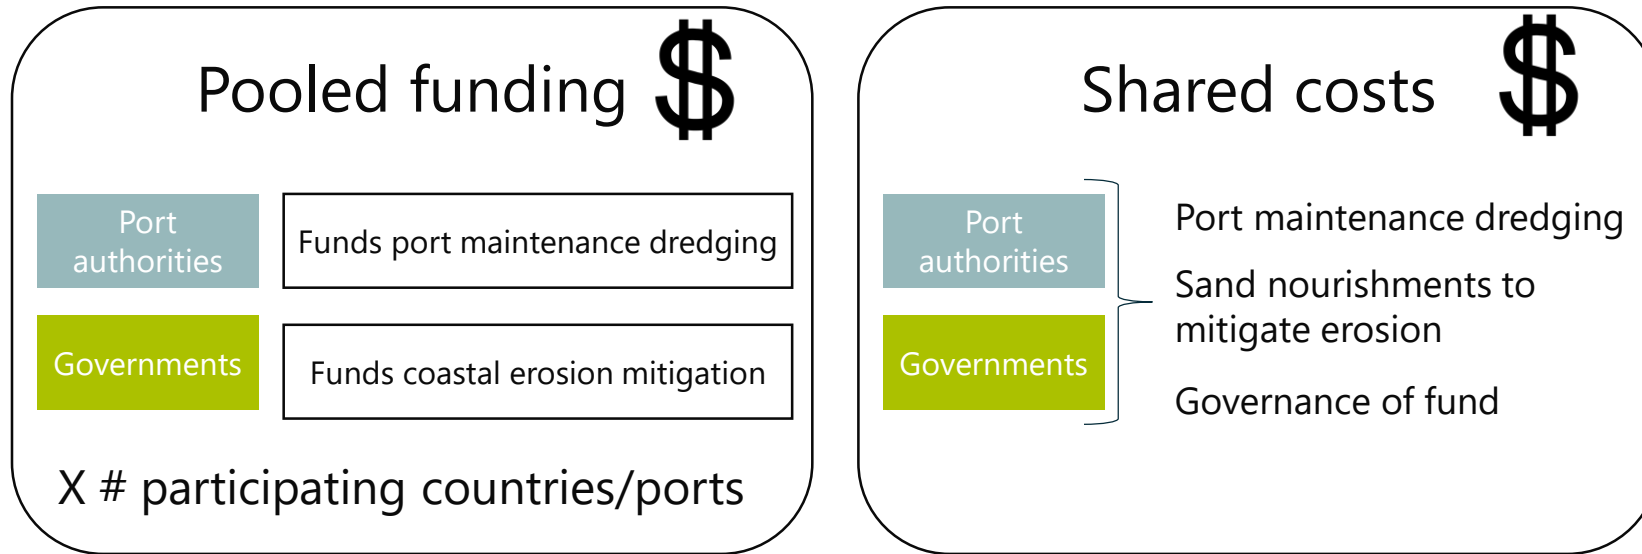 Pooled funding $
Port
authorities
Funds port maintenance dredging
Governments
Funds coastal erosion mitigation
X # participating countries/ports
Shared costs $
Port
authorities
Governments
Port maintenance dredging
Sand nourishments to
mitigate erosion
Governance of fund